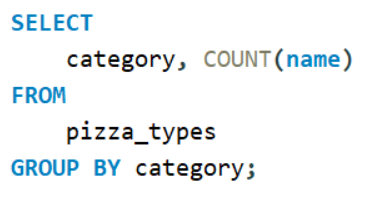 SELECT
    category, COUNT(name)
FROM
    pizza_types
GROUP BY category;